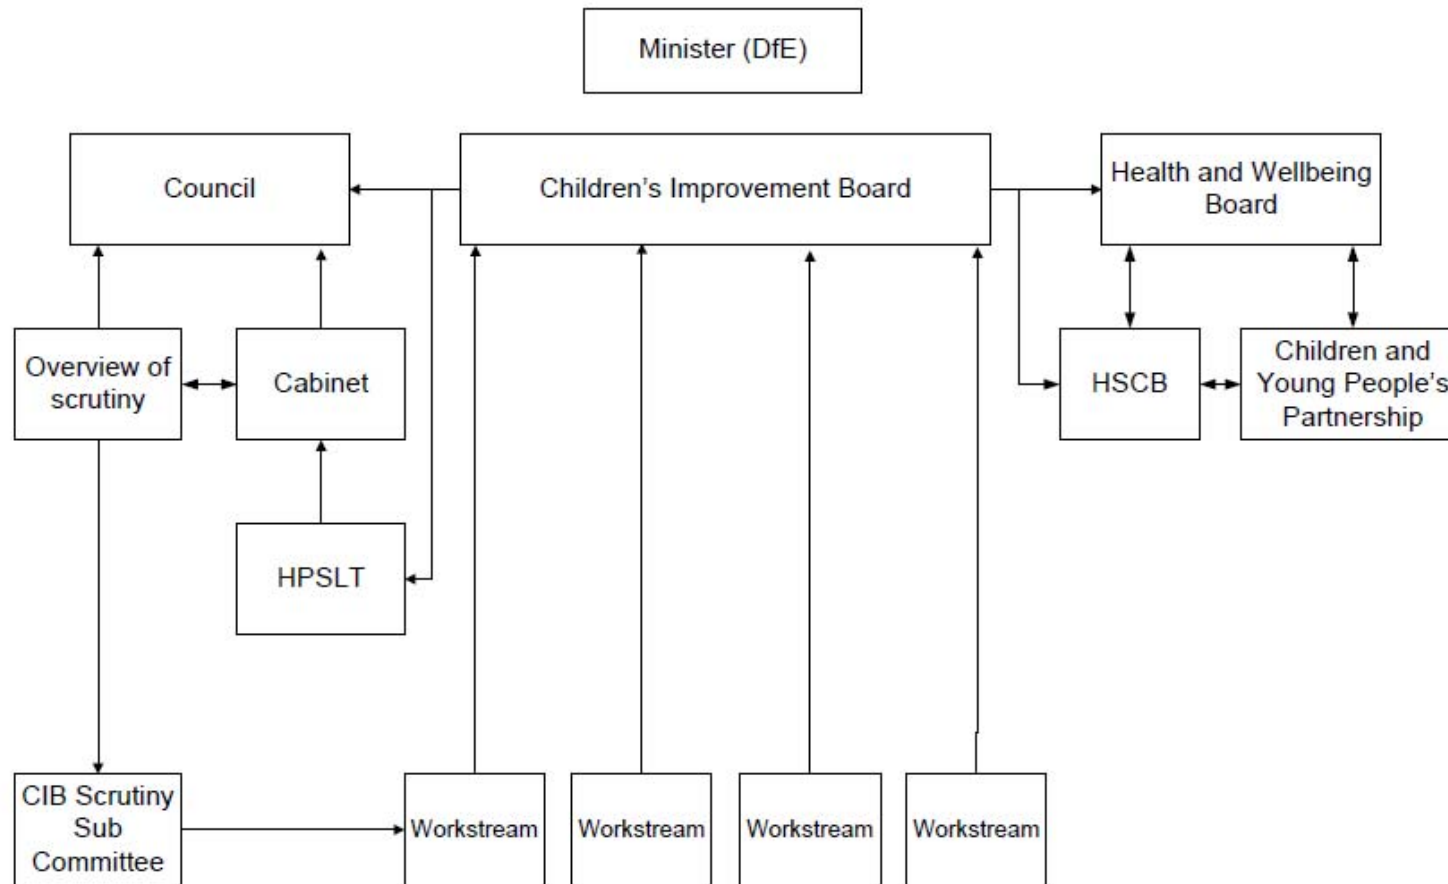 Minister (DfE)
Council
Children's Improvement Board
Health and Wellbeing
Board
Overview of
scrutiny
Cabinet
HSCB
Children and
Young People's
Partnership
HPSLT
CIB Scrutiny
Sub
Committee
Workstream
Workstream
Workstream
Workstream